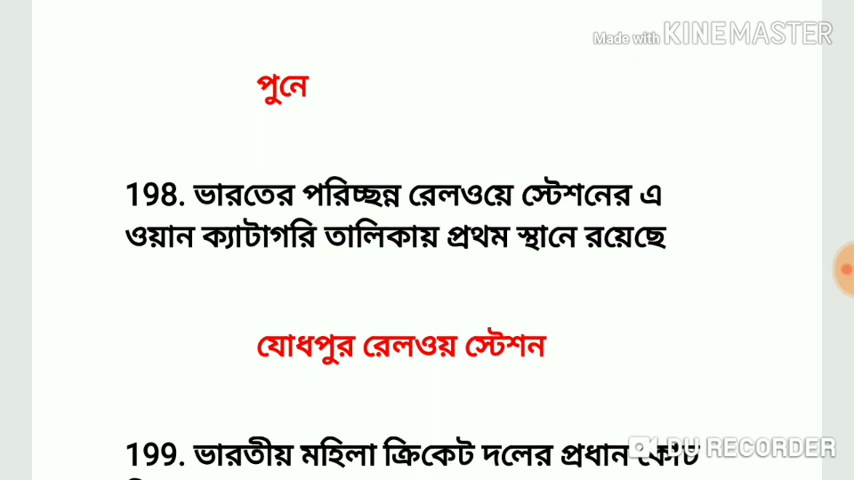 Made with KINEMASTER
পুনে
198. ভারতের পরিচ্ছন্ন রেলওয়ে স্টেশনের এ
ওয়ান ক্যাটাগরি তালিকায় প্রথম স্থানে রয়েছে
যোধপুর রেলওয় স্টেশন
199. ভারতীয় মহিলা ক্রিকেট দলের প্রধান কোচ
DU RECORDER